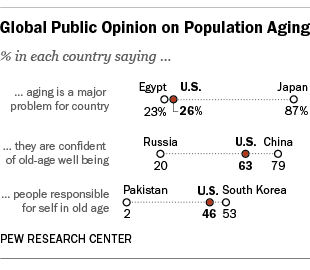 Global Public Opinion on Population Aging
% in each country saying ...
... aging is a major
problem for country
Egypt U.S. Japan
23% 26% 87%
... they are confident
of old-age well being
Russia U.S. China
20 63 79
... people responsible
for self in old age
Pakistan U.S. South Korea
2 46 53
PEW RESEARCH CENTER